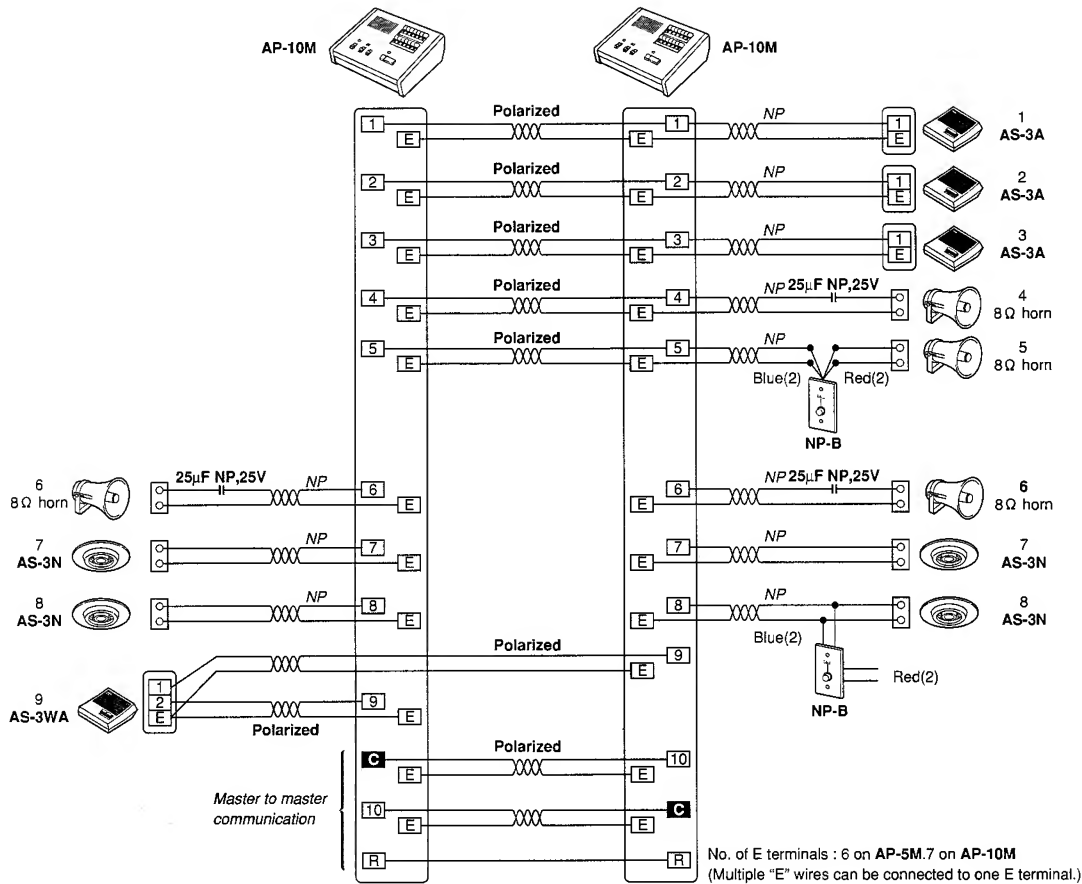 AP-10M AP-10M
1 E Polarized 1 E NP 1 E 1 AS-3A
2 E Polarized 2 E NP 1 E 2 AS-3A
3 E Polarized 3 E NP 1 E 3 AS-3A
4 E Polarized 4 E NP 25μF NP,25V 4 8Ω horn
5 E Polarized 5 E NP Blue(2) Red(2) 5 8Ω horn
NP-B
6 8Ω horn 25μF NP,25V NP 6 E 6 E NP 25μF NP,25V 6 8Ω horn
7 AS-3N NP 7 E 7 E NP 7 AS-3N
8 AS-3N NP 8 E 8 E NP 8 AS-3N
Blue(2) Red(2)
NP-B
Polarized 9 E
9 AS-3WA 1 2 E Polarized 9 E
Master to master
communication
C E Polarized 10 E
10 E C E
R R
No. of E terminals : 6 on AP-5M.7 on AP-10M
(Multiple "E" wires can be connected to one E terminal.)